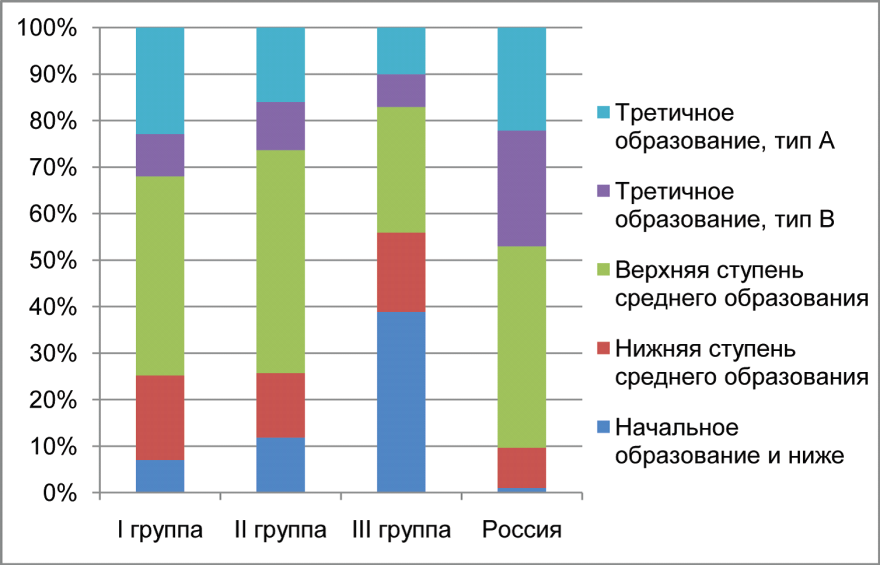 100%
90%
80%
70%
60%
50%
40%
30%
20%
10%
0%
I группа
II группа
III группа
Россия
Третичное
образование, тип А
Третичное
образование, тип В
Верхняя ступень
среднего образования
Нижняя ступень
среднего образования
Начальное
образование и ниже